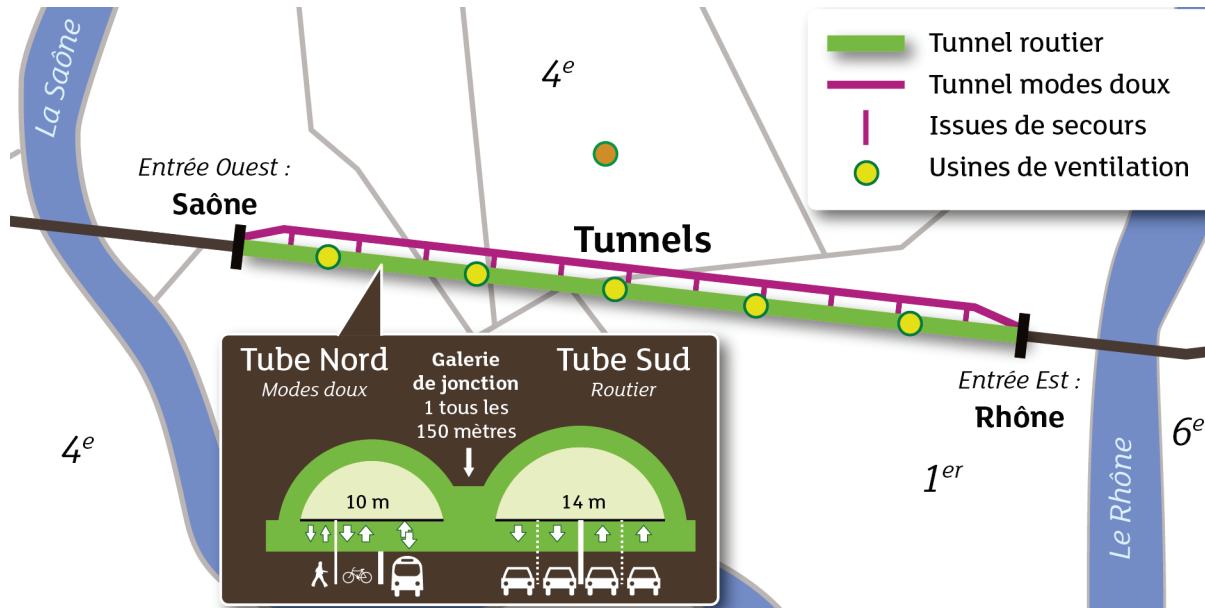 La Saône
4e
Tunnel routier
Tunnel modes doux
Issues de secours
Usines de ventilation
Entrée Ouest :
Saône
Tunnels
Tube Nord
Modes doux
Galerie
de jonction
1 tous les
150 mètres
Tube Sud
Routier
10 m
14 m
Entrée Est :
Rhône
4e
1er
6e
Le Rhône